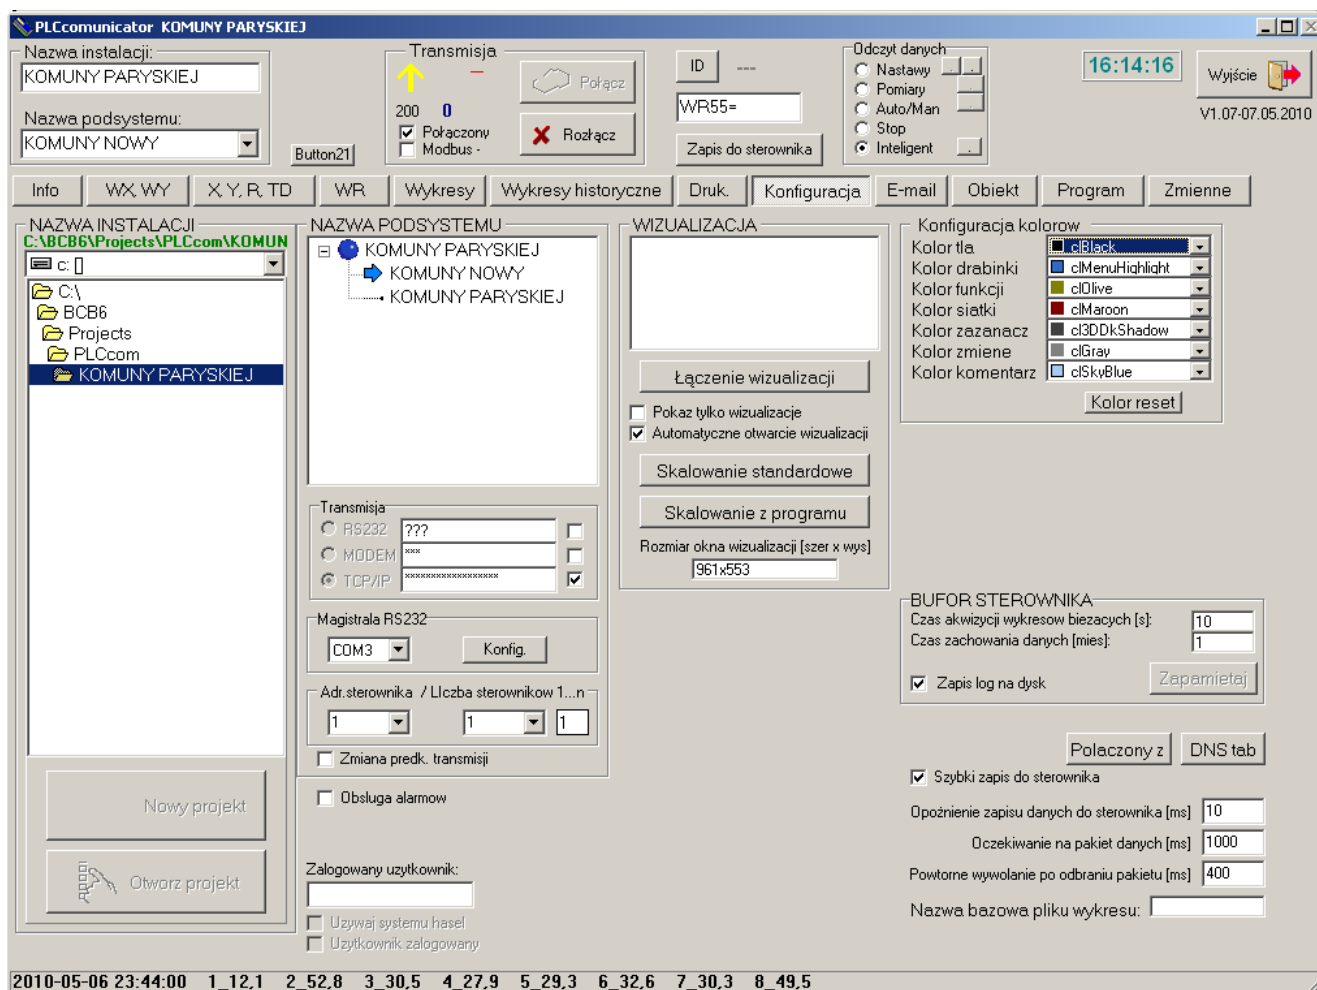 PLCcomunicator KOMUNY PARYSKIEJ
Nazwa instalacji:
KOMUNY PARYSKIEJ
Nazwa podsystemu:
KOMUNY NOWY
Button21
Transmisja
200 0
Połączony
Modbus -
Połącz
Rozłącz
ID ---
WR55=
Zapis do sterownika
Odczyt danych
Nastawy
Pomiary
Auto/Man
Stop
Inteligent
16:14:16
Wyjście
V1.07-07.05.2010
Info WX, WY X, Y, R, TD WR Wykresy Wykresy historyczne Druk. Konfiguracja E-mail Obiekt Program Zmienne
NAZWA INSTALACJI
C:\BCB6\Projects\PLCcom\KOMUN
c: []
C:\
BCB6
Projects
PLCcom
KOMUNY PARYSKIEJ
Nowy projekt
Otworz projekt
NAZWA PODSYSTEMU
KOMUNY PARYSKIEJ
KOMUNY NOWY
KOMUNY PARYSKIEJ
Transmisja
RS232 ???
MODEM ***
TCP/IP ******************
Magistrala RS232
COM3 Konfig.
Adr.sterownika / LIczba sterownikow 1...n
1 1 1
Zmiana predk. transmisji
Obsluga alarmow
Zalogowany uzytkownik:
Uzywaj systemu hasel
Uzytkownik zalogowany
WIZUALIZACJA
Łączenie wizualizacji
Pokaz tylko wizualizacje
Automatyczne otwarcie wizualizacji
Skalowanie standardowe
Skalowanie z programu
Rozmiar okna wizualizacji [szer x wys]
961x553
Konfiguracja kolorow
Kolor tla clBlack
Kolor drabinki clMenuHighlight
Kolor funkcji clOlive
Kolor siatki clMaroon
Kolor zazanacz cl3DDkShadow
Kolor zmiene clGray
Kolor komentarz clSkyBlue
Kolor reset
BUFOR STEROWNIKA
Czas akwizycji wykresow biezacych [s]: 10
Czas zachowania danych [mies]: 1
Zapis log na dysk Zapamietaj
Polaczony z DNS tab
Szybki zapis do sterownika
Opoźnienie zapisu danych do sterownika [ms] 10
Oczekiwanie na pakiet danych [ms] 1000
Powtorne wywolanie po odbraniu pakietu [ms] 400
Nazwa bazowa pliku wykresu:
2010-05-06 23:44:00 1_12,1 2_52,8 3_30,5 4_27,9 5_29,3 6_32,6 7_30,3 8_49,5